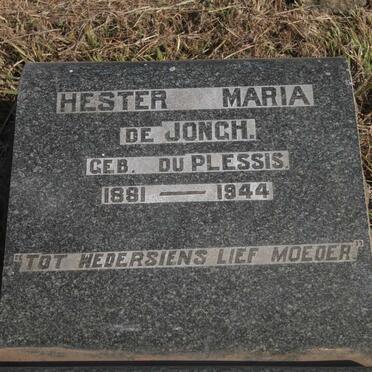 HESTER MARIA
DE JONGH.
GEB. DU PLESSIS.
1881 — 1944
"TOT WEDERSIENS LIEF MOEDER"